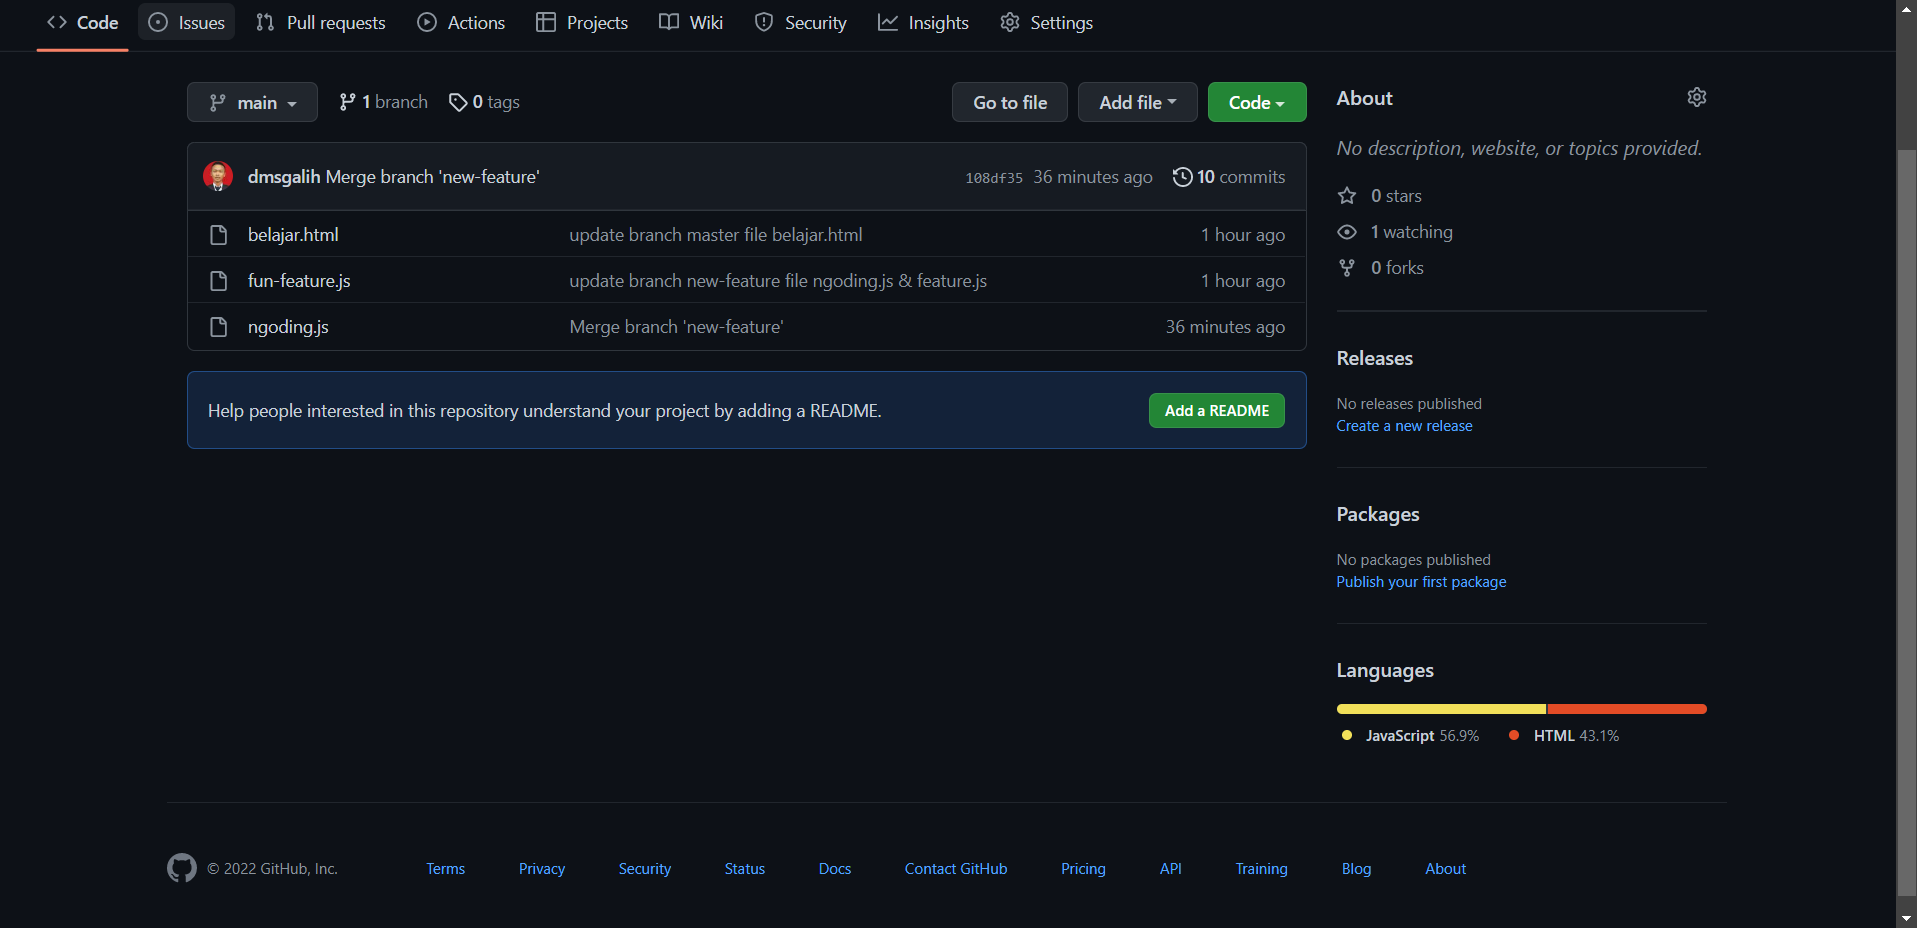 Code Issues Pull requests Actions Projects Wiki Security Insights Settings
main 1 branch 0 tags Go to file Add file Code
dmsgalih Merge branch 'new-feature' 108df35 36 minutes ago 10 commits
belajar.html update branch master file belajar.html 1 hour ago
fun-feature.js update branch new-feature file ngoding.js & feature.js 1 hour ago
ngoding.js Merge branch 'new-feature' 36 minutes ago
Help people interested in this repository understand your project by adding a README. Add a README
About
No description, website, or topics provided.
0 stars
1 watching
0 forks
Releases
No releases published
Create a new release
Packages
No packages published
Publish your first package
Languages
JavaScript 56.9% HTML 43.1%
© 2022 GitHub, Inc. Terms Privacy Security Status Docs Contact GitHub Pricing API Training Blog About